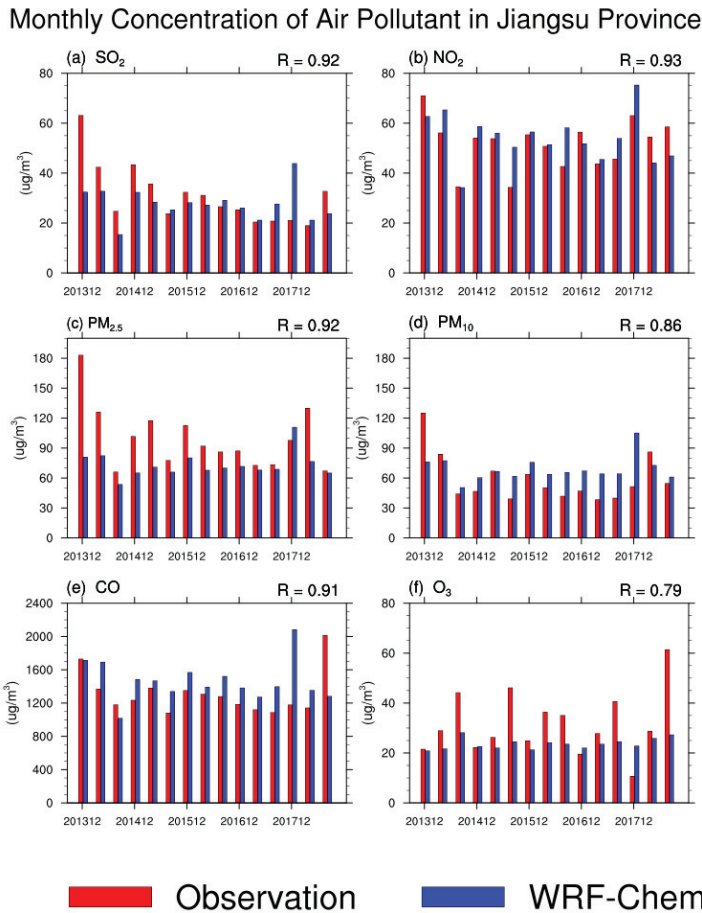 Monthly Concentration of Air Pollutant in Jiangsu Province
(a) SO₂ R = 0.92
80
60
40
20
0
(ug/m³)
201312 201412 201512 201612 201712
(b) NO₂ R = 0.93
80
60
40
20
0
(ug/m³)
201312 201412 201512 201612 201712
(c) PM₂.₅ R = 0.92
180
150
120
90
60
30
0
(ug/m³)
201312 201412 201512 201612 201712
(d) PM₁₀ R = 0.86
180
150
120
90
60
30
0
(ug/m³)
201312 201412 201512 201612 201712
(e) CO R = 0.91
2400
2000
1600
1200
800
400
0
(ug/m³)
201312 201412 201512 201612 201712
(f) O₃ R = 0.79
80
60
40
20
0
(ug/m³)
201312 201412 201512 201612 201712
Observation WRF-Chem